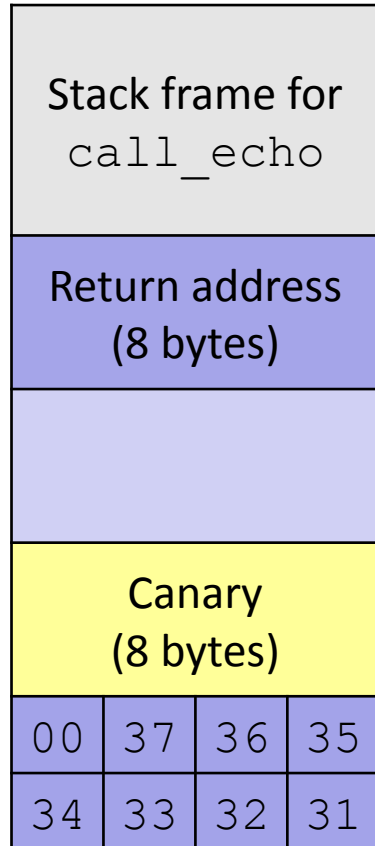 Stack frame for
call_echo
Return address
(8 bytes)
Canary
(8 bytes)
00 37 36 35
34 33 32 31